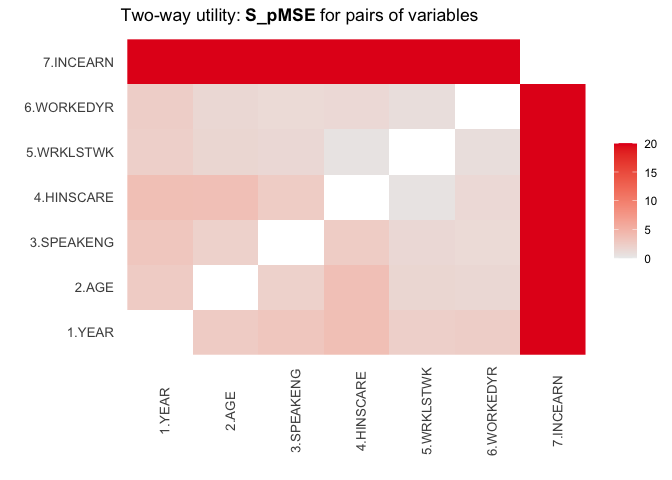 Two-way utility: S_pMSE for pairs of variables
7.INCEARN
6.WORKEDYR
5.WRKLSTWK
4.HINSCARE
3.SPEAKENG
2.AGE
1.YEAR
20
15
10
5
0
1.YEAR
2.AGE
3.SPEAKENG
4.HINSCARE
5.WRKLSTWK
6.WORKEDYR
7.INCEARN